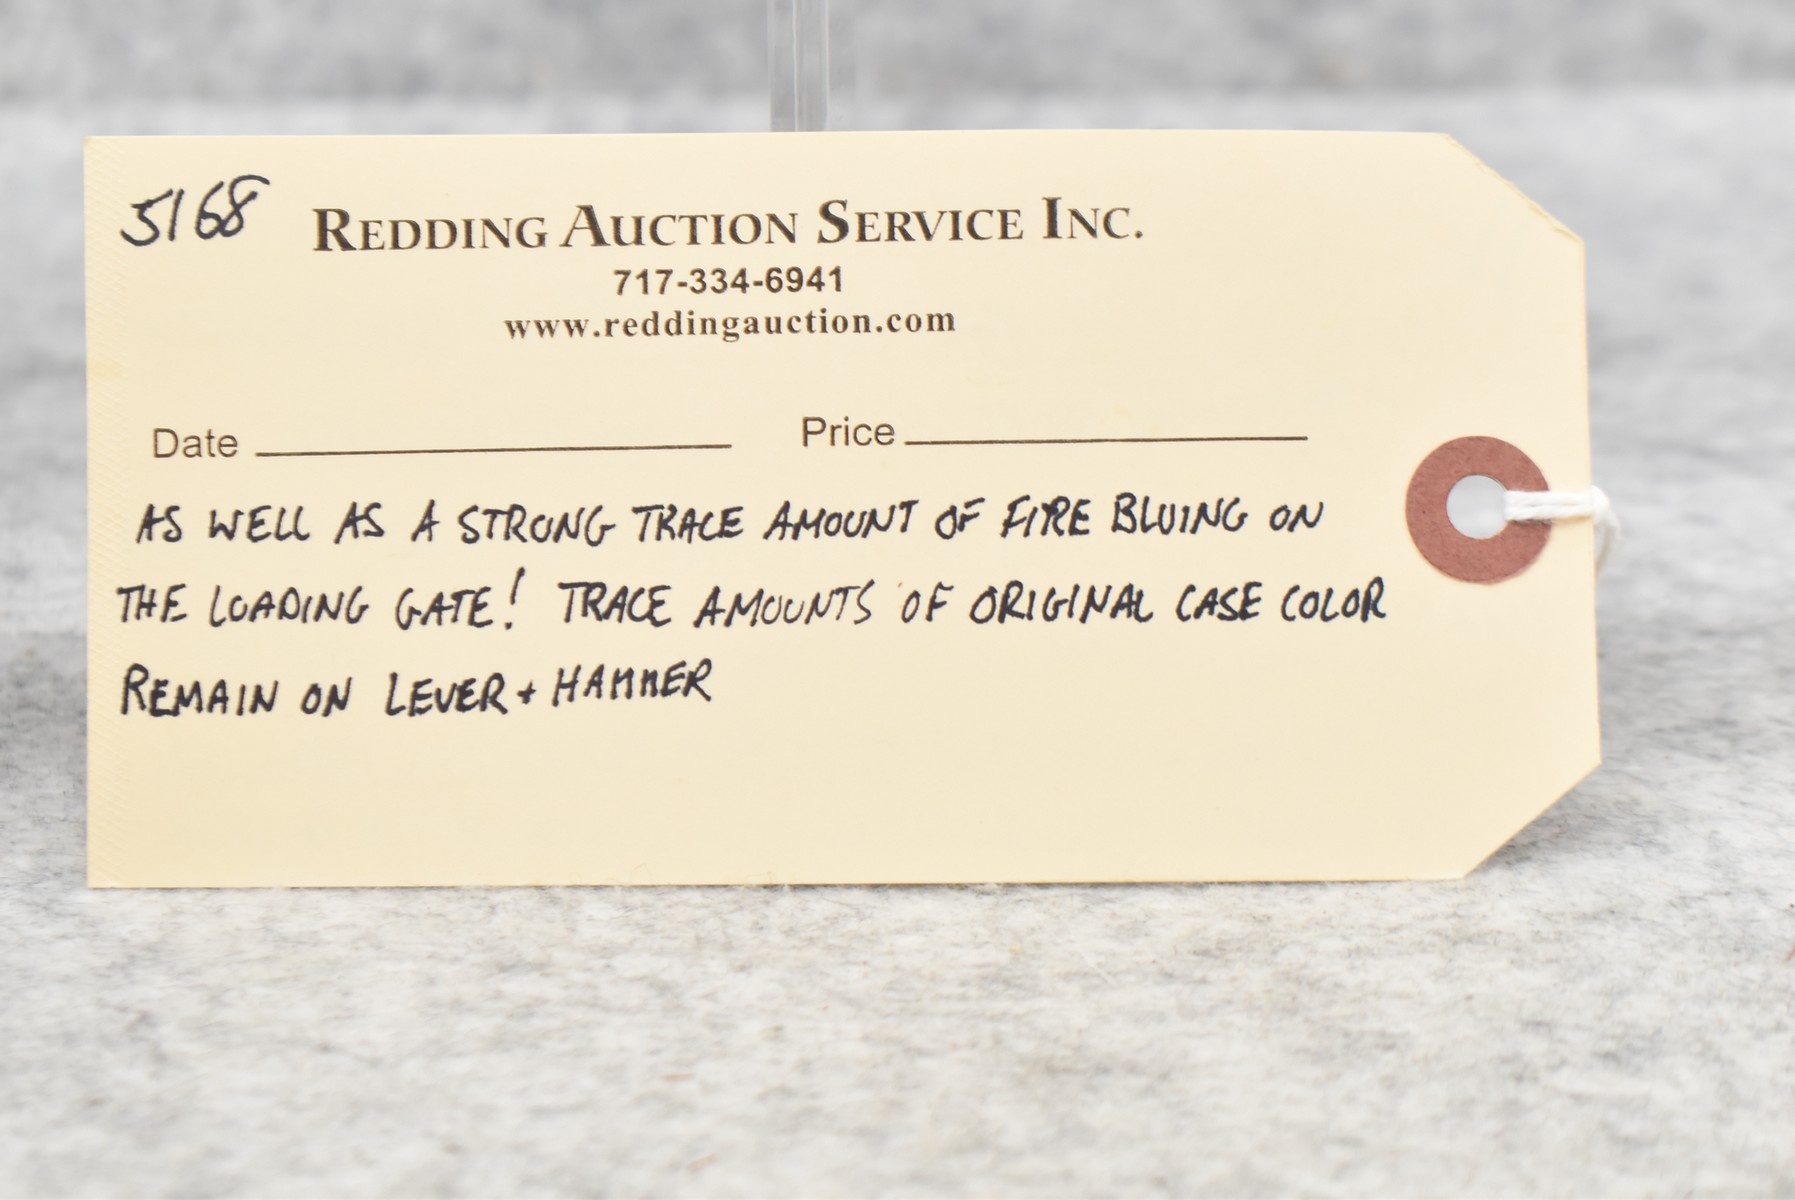 5168
REDDING AUCTION SERVICE INC.
717-334-6941
www.reddingauction.com
Date
Price
AS WELL AS A STRONG TRACE AMOUNT OF FIRE BLUING ON
THE LOADING GATE! TRACE AMOUNTS OF ORIGINAL CASE COLOR
REMAIN ON LEVER + HAMMER